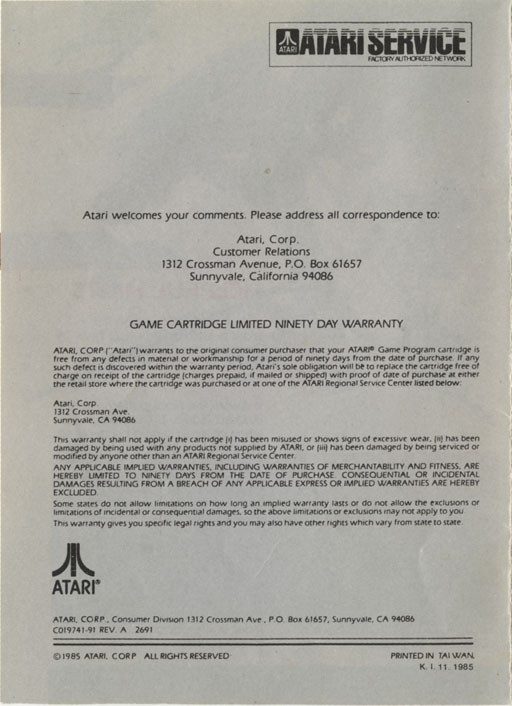 ATARI
ATARI SERVICE
FACTORY AUTHORIZED NETWORK
Atari welcomes your comments. Please address all correspondence to:
Atari, Corp.
Customer Relations
1312 Crossman Avenue, P.O. Box 61657
Sunnyvale, California 94086
GAME CARTRIDGE LIMITED NINETY DAY WARRANTY
ATARI, CORP ("Atari") warrants to the original consumer purchaser that your ATARI® Game Program cartridge is
free from any defects in material or workmanship for a period of ninety days from the date of purchase. If any
such defect is discovered within the warranty period, Atari's sole obligation will be to replace the cartridge free of
charge on receipt of the cartridge (charges prepaid, if mailed or shipped) with proof of date of purchase at either
the retail store where the cartridge was purchased or at one of the ATARI Regional Service Center listed below:
Atari, Corp.
1312 Crossman Ave.
Sunnyvale, CA 94086
This warranty shall not apply if the cartridge (i) has been misused or shows signs of excessive wear, (ii) has been
damaged by being used with any products not supplied by ATARI, or (iii) has been damaged by being serviced or
modified by anyone other than an ATARI Regional Service Center.
ANY APPLICABLE IMPLIED WARRANTIES, INCLUDING WARRANTIES OF MERCHANTABILITY AND FITNESS, ARE
HEREBY LIMITED TO NINETY DAYS FROM THE DATE OF PURCHASE. CONSEQUENTIAL OR INCIDENTAL
DAMAGES RESULTING FROM A BREACH OF ANY APPLICABLE EXPRESS OR IMPLIED WARRANTIES ARE HEREBY
EXCLUDED.
Some states do not allow limitations on how long an implied warranty lasts or do not allow the exclusions or
limitations of incidental or consequential damages, so the above limitations or exclusions may not apply to you.
This warranty gives you specific legal rights and you may also have other rights which vary from state to state.
ATARI®
ATARI, CORP., Consumer Division 1312 Crossman Ave., P.O. Box 61657, Sunnyvale, CA 94086
C019741-91 REV. A 2691
©1985 ATARI, CORP ALL RIGHTS RESERVED PRINTED IN TAIWAN.
K. I. 11. 1985